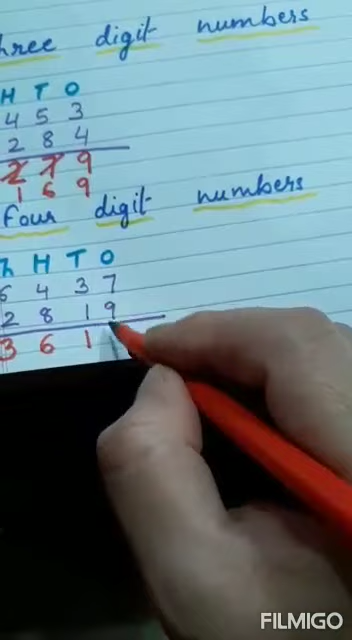 hree digit numbers
H T O
4 5 3
2 8 4
2 7 9
1 6 9
Four digit numbers
h H T O
6 4 3 7
2 8 1 9
3 6 1
FILMIGO